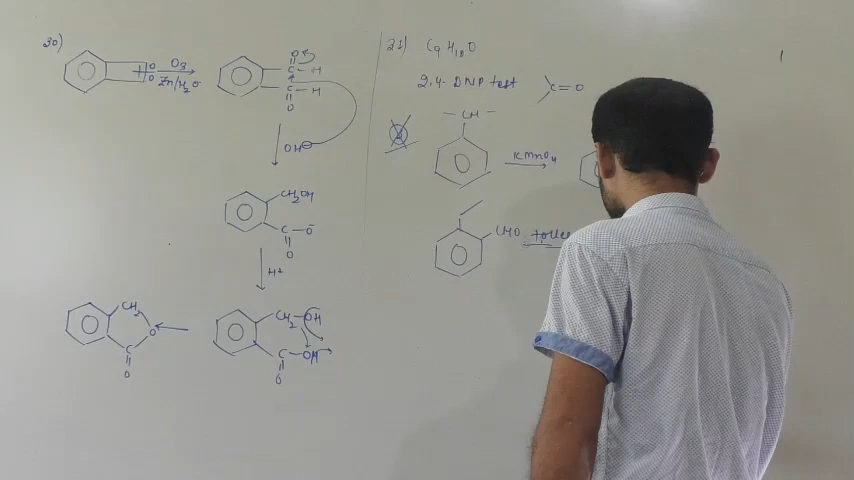 30)
O
O
O3
Zn/H2O
O
C-H
C-H
O
OH⊖
CH2OH
C-O-
O
H+
CH2-OH
C-OH
O
CH2
O
C
O
21) C9H10O
2,4-DNP test C=O
-CH-
KMnO4
CHO